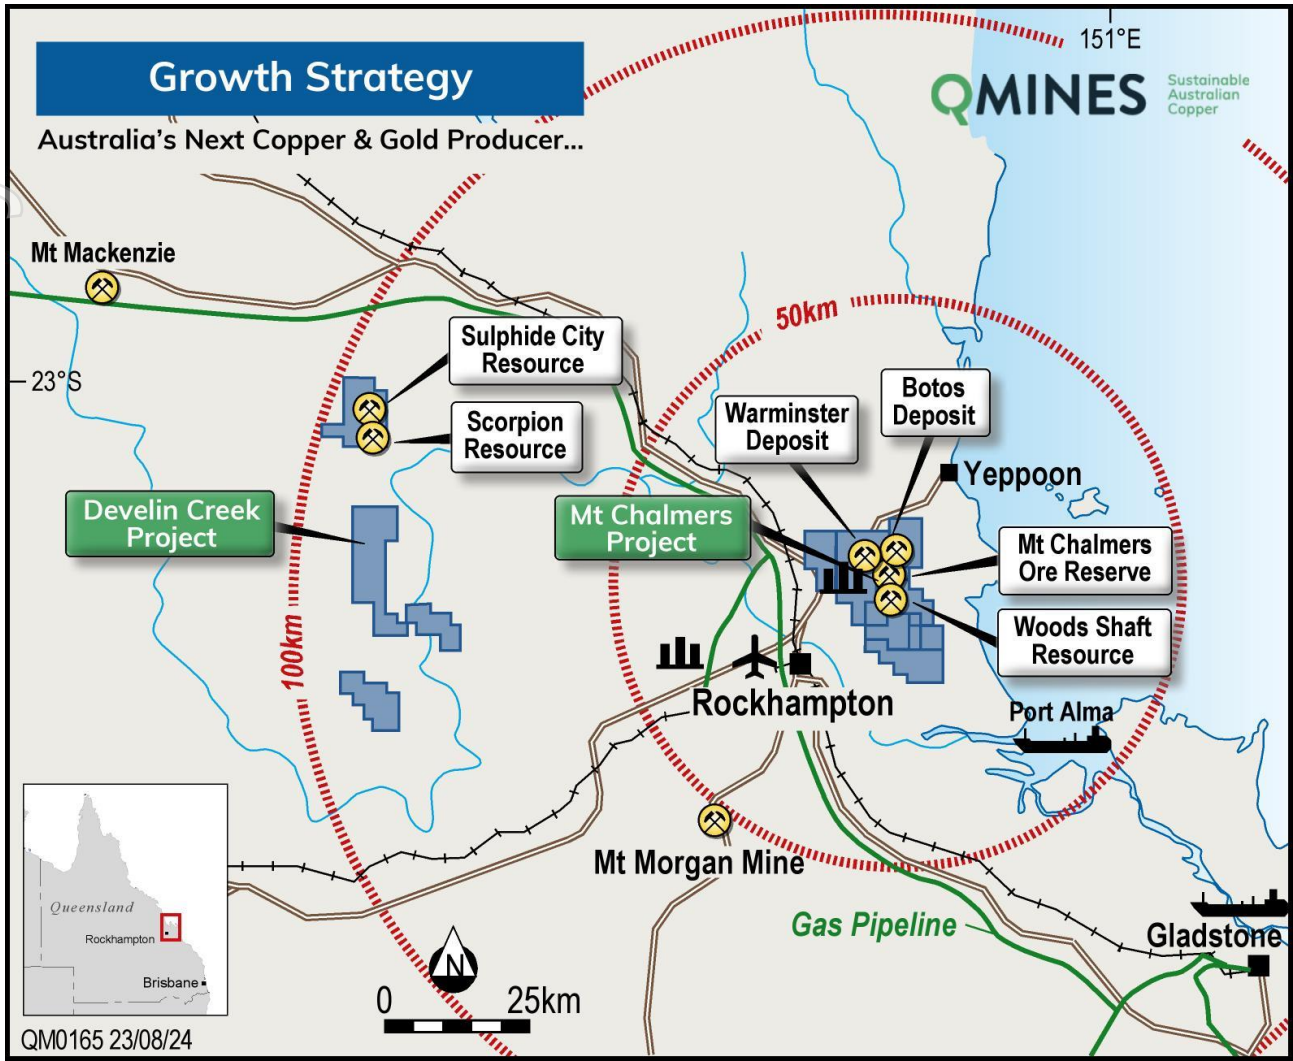 Growth Strategy
Australia's Next Copper & Gold Producer...
151°E
QMINES
Sustainable
Australian
Copper
Mt Mackenzie
50km
23°S
Sulphide City
Resource
Scorpion
Resource
Warminster
Deposit
Botos
Deposit
Yeppoon
Develin Creek
Project
Mt Chalmers
Project
Mt Chalmers
Ore Reserve
Woods Shaft
Resource
100km
Rockhampton
Port Alma
Mt Morgan Mine
Gas Pipeline
Gladstone
Queensland
Rockhampton
Brisbane
N
0 25km
QM0165 23/08/24